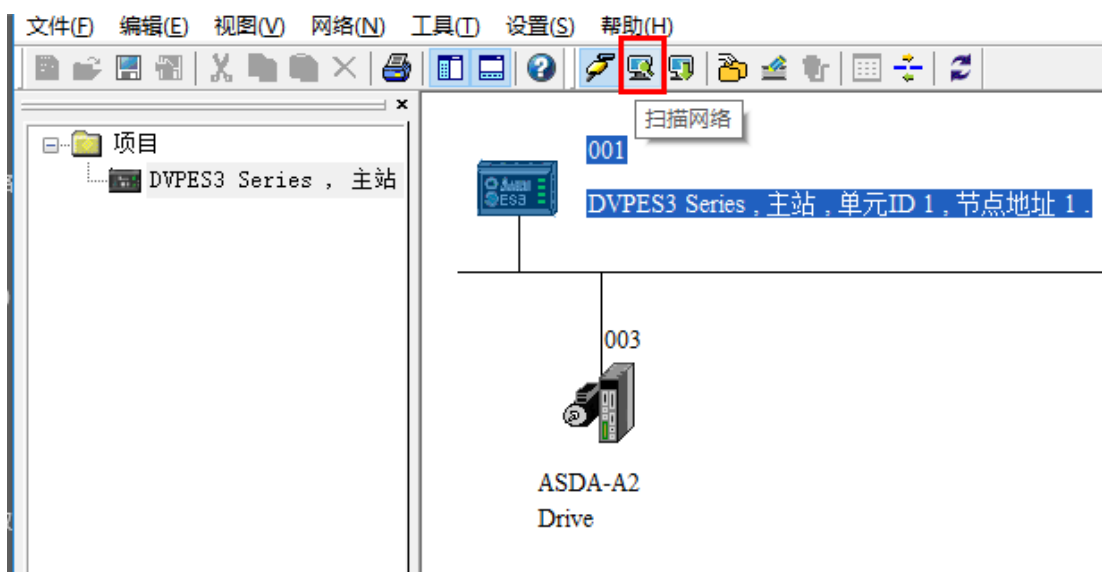 文件(F) 编辑(E) 视图(V) 网络(N) 工具(T) 设置(S) 帮助(H)
扫描网络
项目
DVPES3 Series , 主站
001
DVPES3 Series , 主站 , 单元ID 1 , 节点地址 1 .
ES3
003
ASDA-A2
Drive